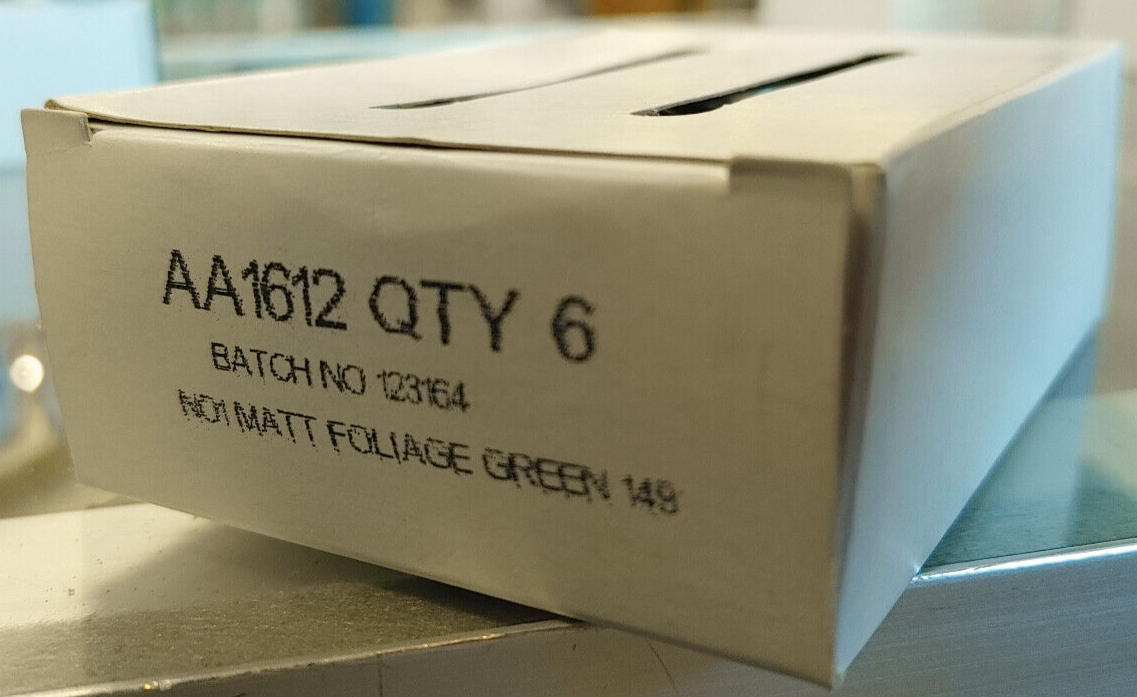 AA1612 QTY 6
BATCH NO 123164
NO1 MATT FOLIAGE GREEN 149